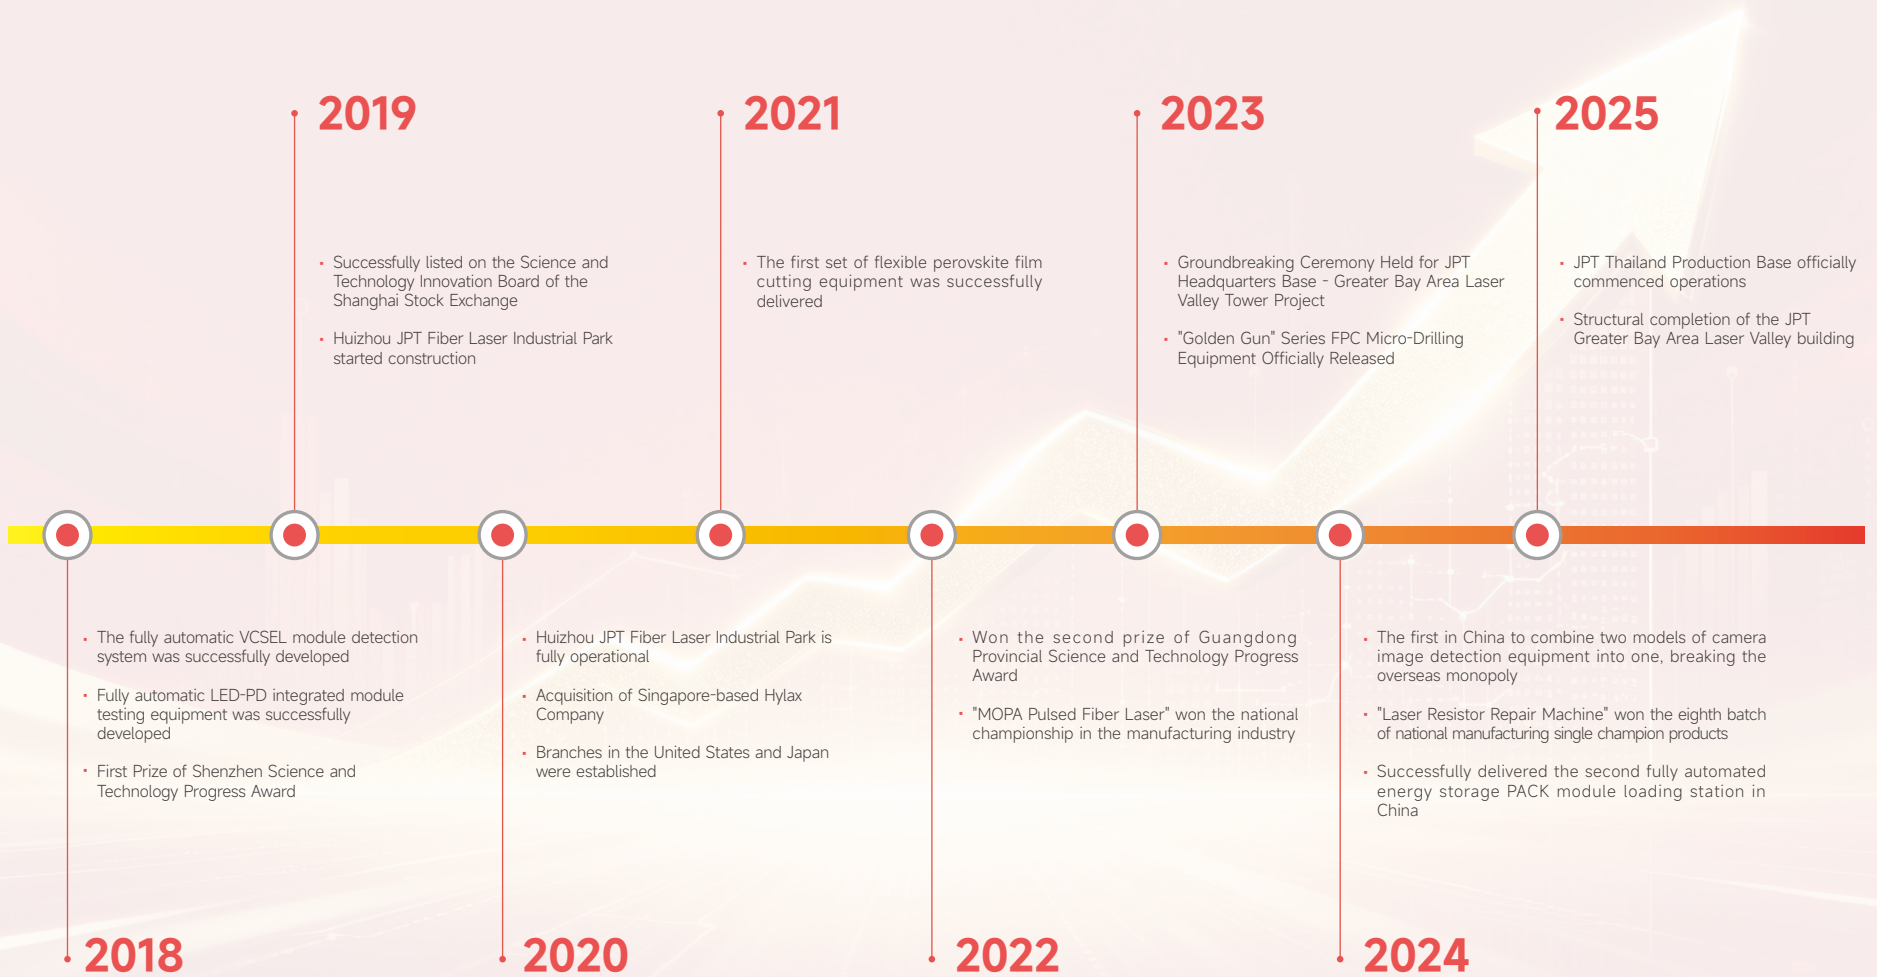 2019
• Successfully listed on the Science and
Technology Innovation Board of the
Shanghai Stock Exchange
• Huizhou JPT Fiber Laser Industrial Park
started construction
2021
• The first set of flexible perovskite film
cutting equipment was successfully
delivered
2023
• Groundbreaking Ceremony Held for JPT
Headquarters Base - Greater Bay Area Laser
Valley Tower Project
• "Golden Gun" Series FPC Micro-Drilling
Equipment Officially Released
2025
• JPT Thailand Production Base officially
commenced operations
• Structural completion of the JPT
Greater Bay Area Laser Valley building
• The fully automatic VCSEL module detection
system was successfully developed
• Fully automatic LED-PD integrated module
testing equipment was successfully
developed
• First Prize of Shenzhen Science and
Technology Progress Award
2018
• Huizhou JPT Fiber Laser Industrial Park is
fully operational
• Acquisition of Singapore-based Hylax
Company
• Branches in the United States and Japan
were established
2020
• Won the second prize of Guangdong
Provincial Science and Technology Progress
Award
• "MOPA Pulsed Fiber Laser" won the national
championship in the manufacturing industry
2022
• The first in China to combine two models of camera
image detection equipment into one, breaking the
overseas monopoly
• "Laser Resistor Repair Machine" won the eighth batch
of national manufacturing single champion products
• Successfully delivered the second fully automated
energy storage PACK module loading station in
China
2024